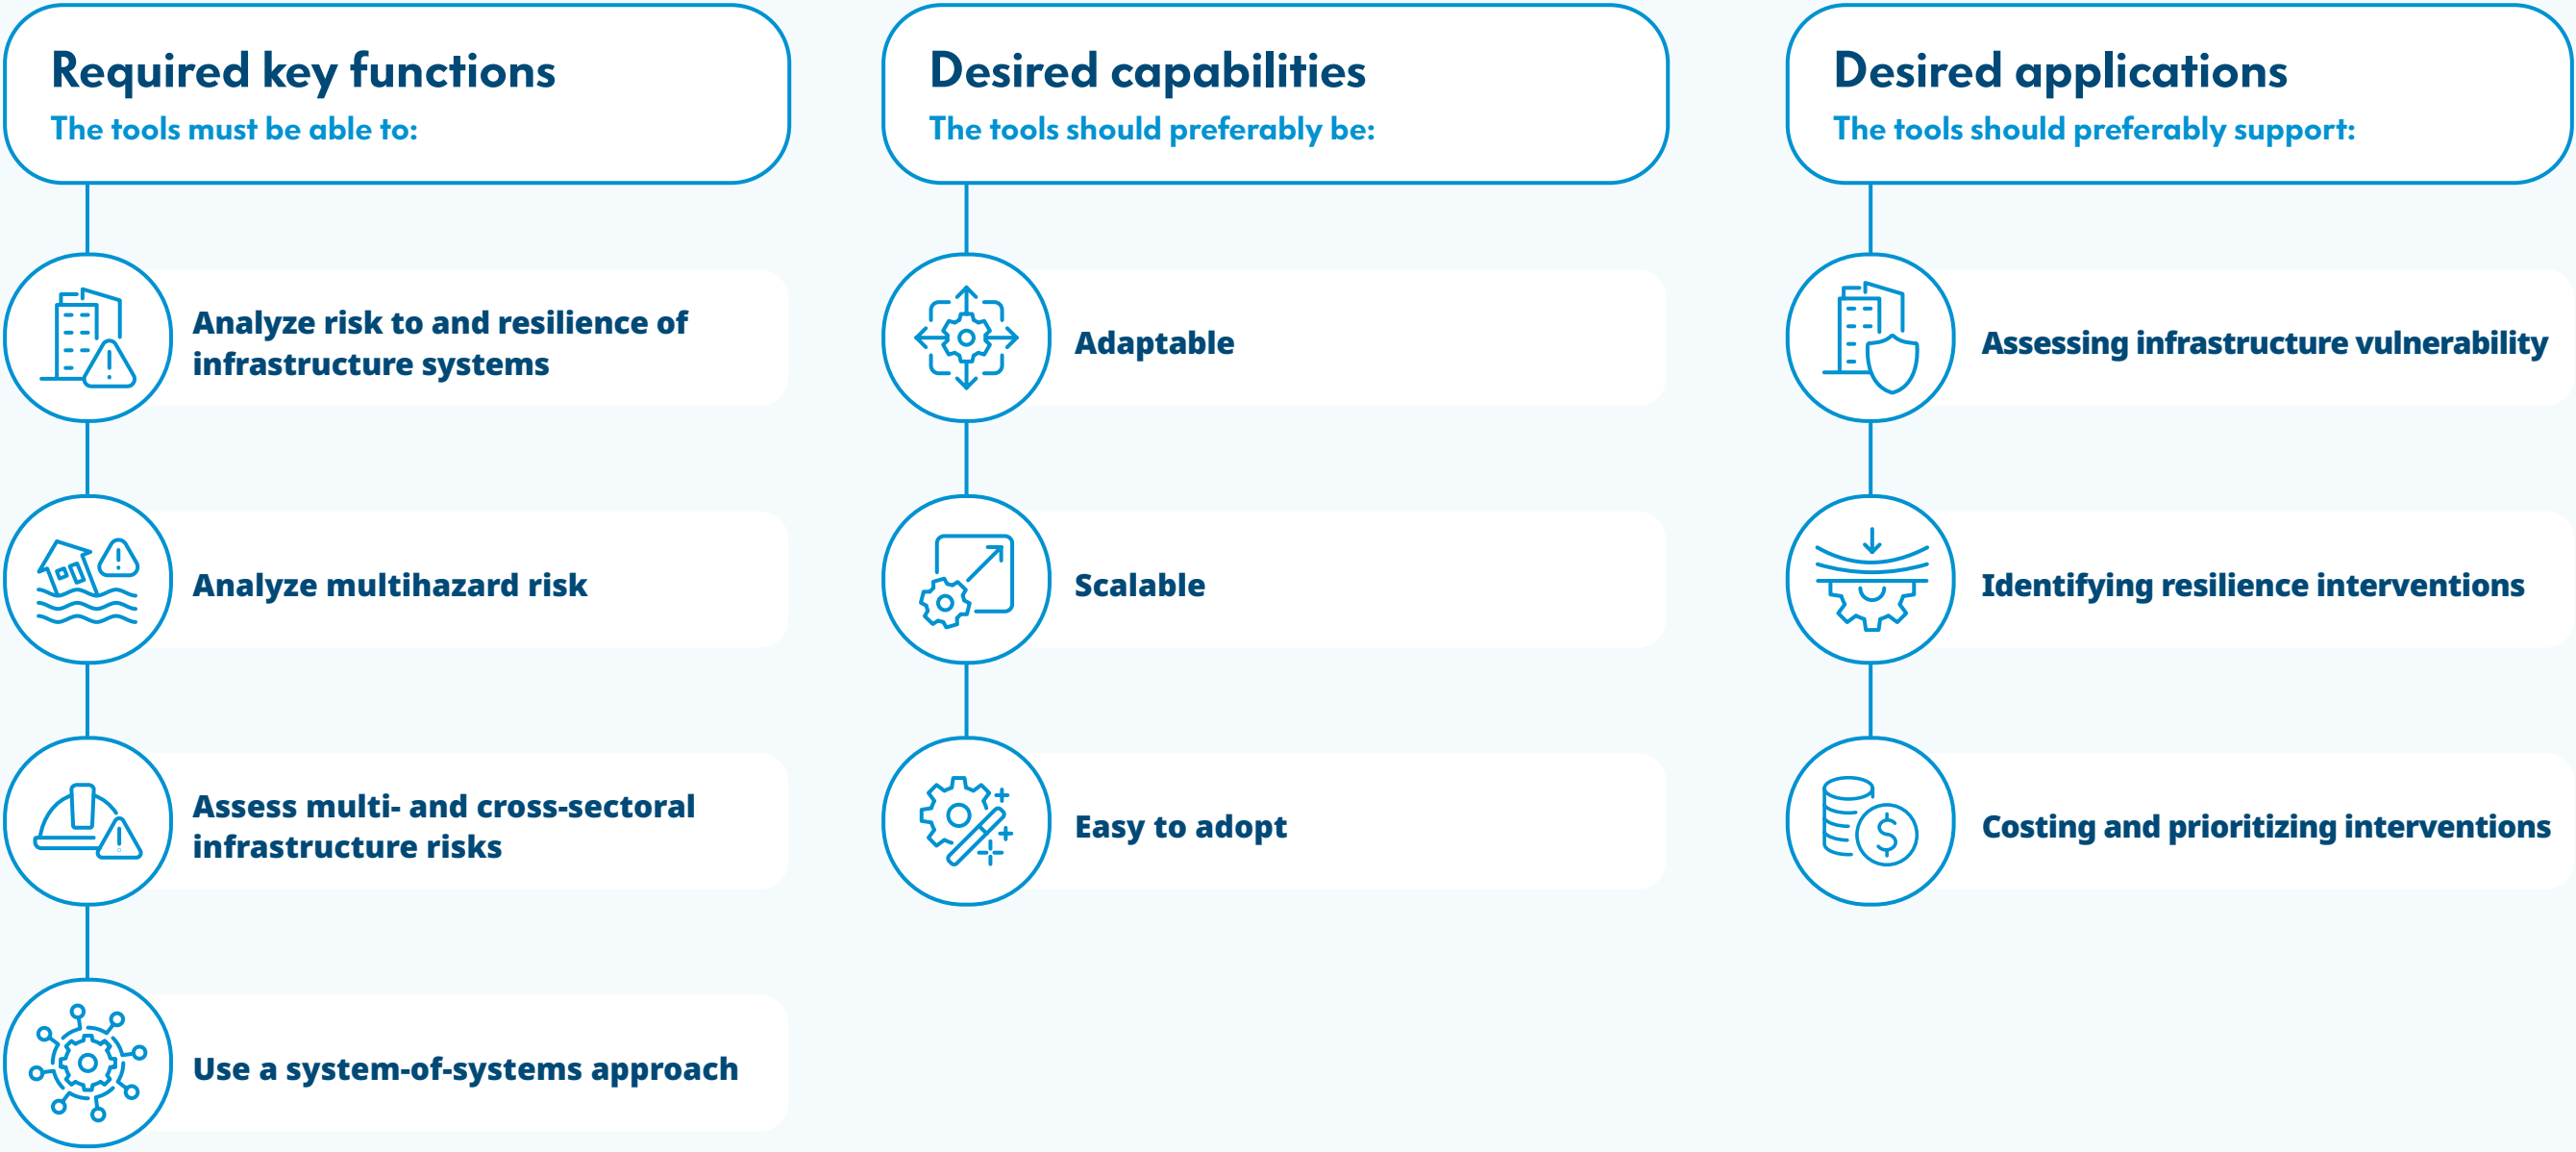 Required key functions
The tools must be able to:
Analyze risk to and resilience of
infrastructure systems
Analyze multihazard risk
Assess multi- and cross-sectoral
infrastructure risks
Use a system-of-systems approach
Desired capabilities
The tools should preferably be:
Adaptable
Scalable
Easy to adopt
Desired applications
The tools should preferably support:
Assessing infrastructure vulnerability
Identifying resilience interventions
Costing and prioritizing interventions